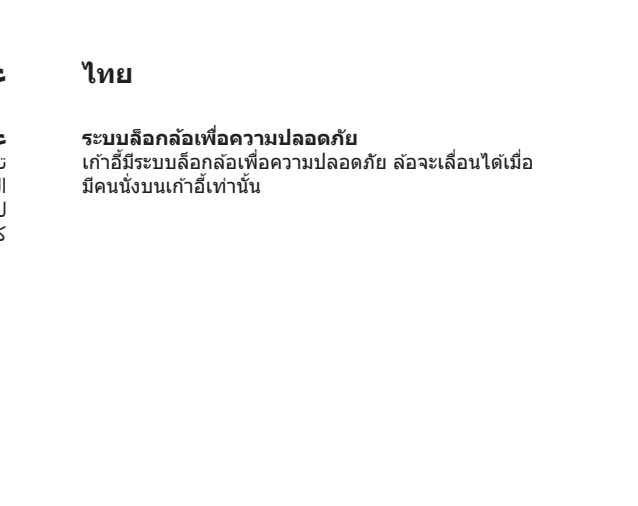 ไทย
ระบบล็อกล้อเพื่อความปลอดภัย
เก้าอี้มีระบบล็อกล้อเพื่อความปลอดภัย ล้อจะเลื่อนได้เมื่อ
มีคนนั่งบนเก้าอี้เท่านั้น